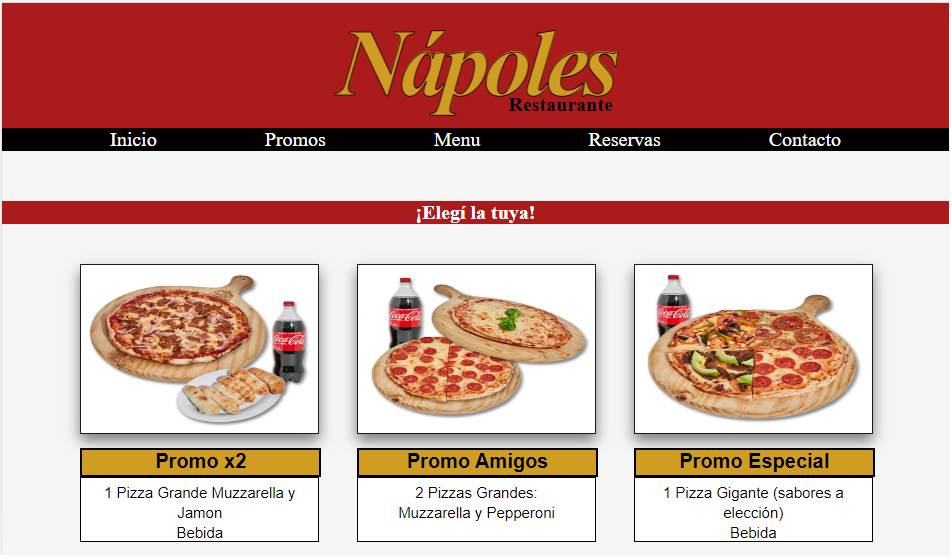 Nápoles
Restaurante
Inicio Promos Menu Reservas Contacto
¡Elegí la tuya!
Coca-Cola
Coca-Cola
Coca-Cola
Promo x2
1 Pizza Grande Muzzarella y
Jamon
Bebida
Promo Amigos
2 Pizzas Grandes:
Muzzarella y Pepperoni
Promo Especial
1 Pizza Gigante (sabores a
elección)
Bebida